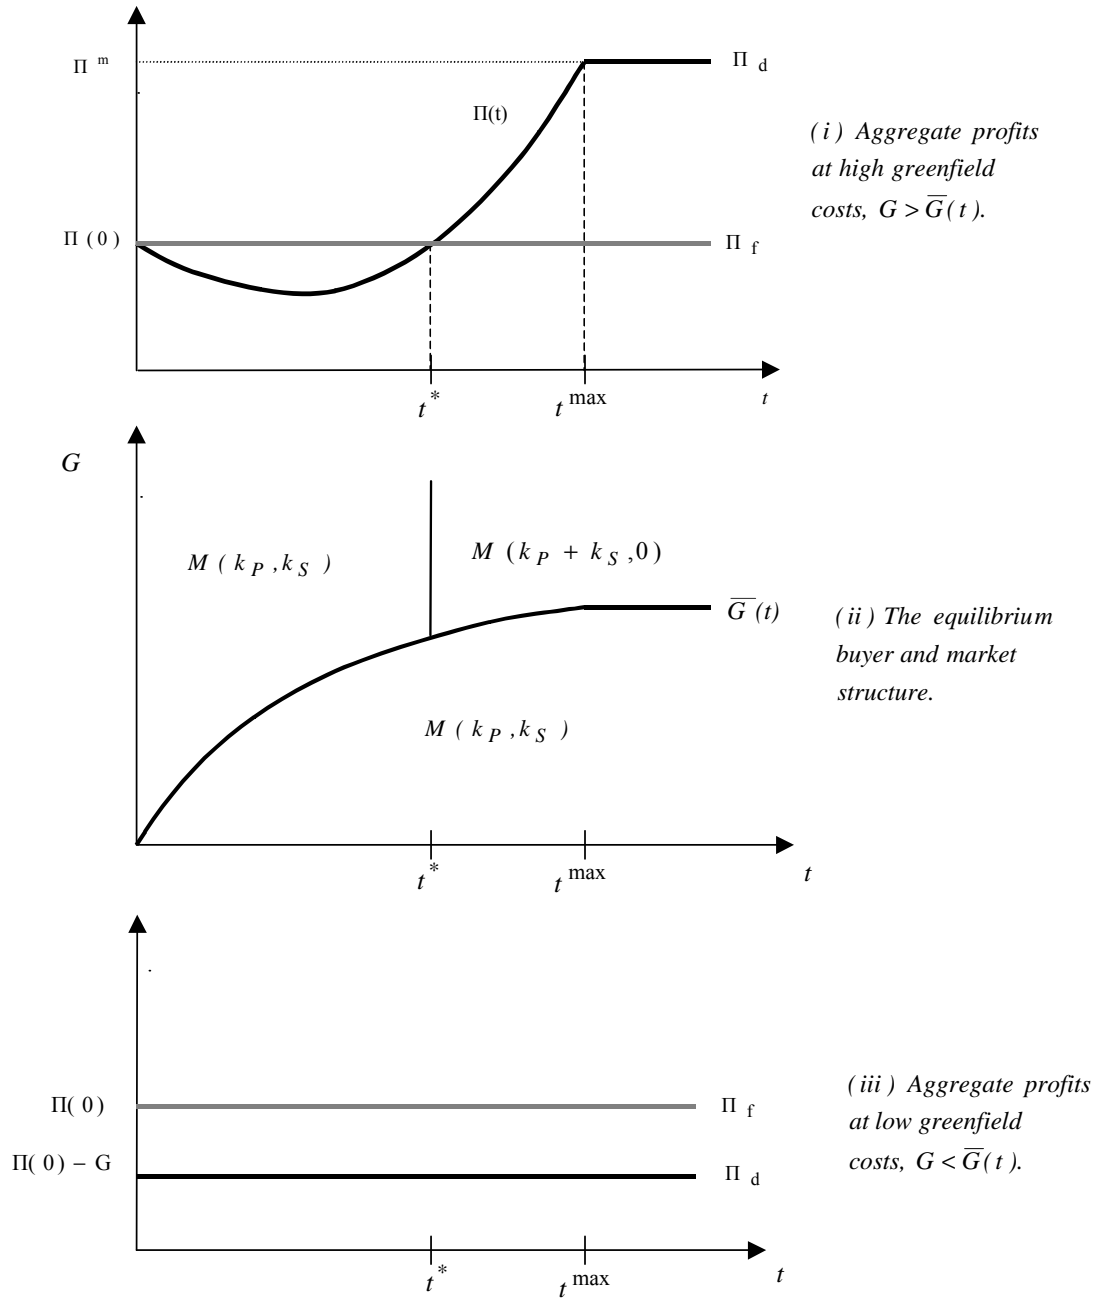 Π m
Π d
Π(t)
(i) Aggregate profits
at high greenfield
costs, G > G̅(t).
Π (0)
Π f
t*
t max
t
G
M ( k P , k S )
M (k P + k S ,0)
G̅ (t)
(ii) The equilibrium
buyer and market
structure.
M ( k P , k S )
t*
t max
t
(iii) Aggregate profits
at low greenfield
costs, G < G̅(t).
Π( 0)
Π f
Π( 0) − G
Π d
t*
t max
t